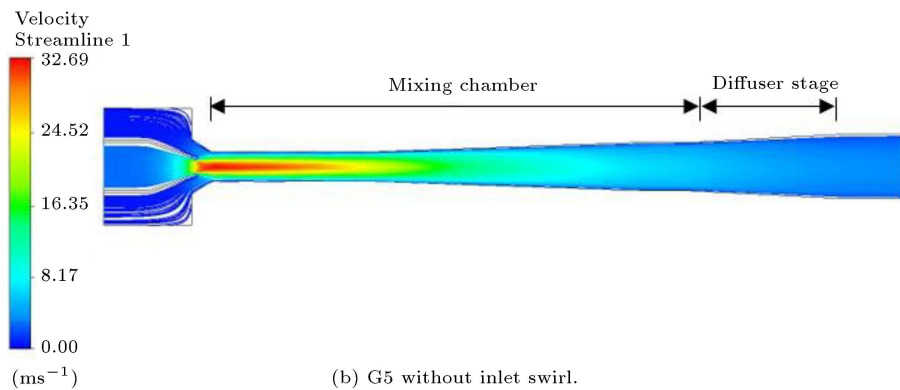 Velocity
Streamline 1
32.69
24.52
16.35
8.17
0.00
(ms⁻¹)
Mixing chamber
Diffuser stage
(b) G5 without inlet swirl.